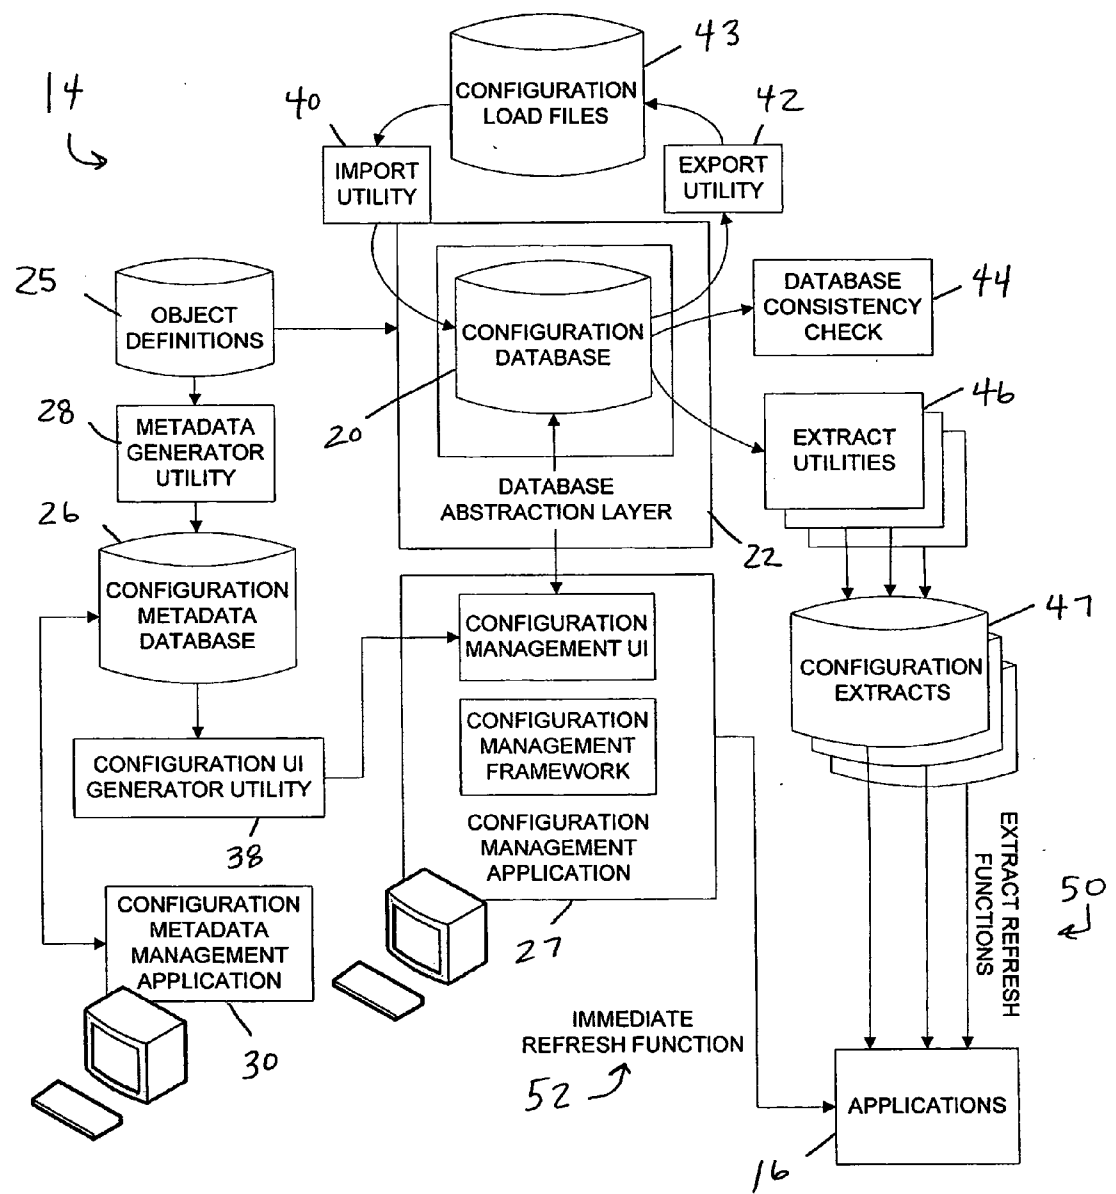 43
CONFIGURATION
LOAD FILES
14
40
42
IMPORT
UTILITY
EXPORT
UTILITY
25
OBJECT
DEFINITIONS
CONFIGURATION
DATABASE
20
DATABASE
CONSISTENCY
CHECK
44
28
METADATA
GENERATOR
UTILITY
DATABASE
ABSTRACTION LAYER
22
46
EXTRACT
UTILITIES
26
CONFIGURATION
METADATA
DATABASE
CONFIGURATION
MANAGEMENT UI
47
CONFIGURATION
EXTRACTS
CONFIGURATION
MANAGEMENT
FRAMEWORK
CONFIGURATION UI
GENERATOR UTILITY
38
CONFIGURATION
MANAGEMENT
APPLICATION
27
EXTRACT REFRESH
FUNCTIONS
50
CONFIGURATION
METADATA
MANAGEMENT
APPLICATION
30
IMMEDIATE
REFRESH FUNCTION
52
APPLICATIONS
16